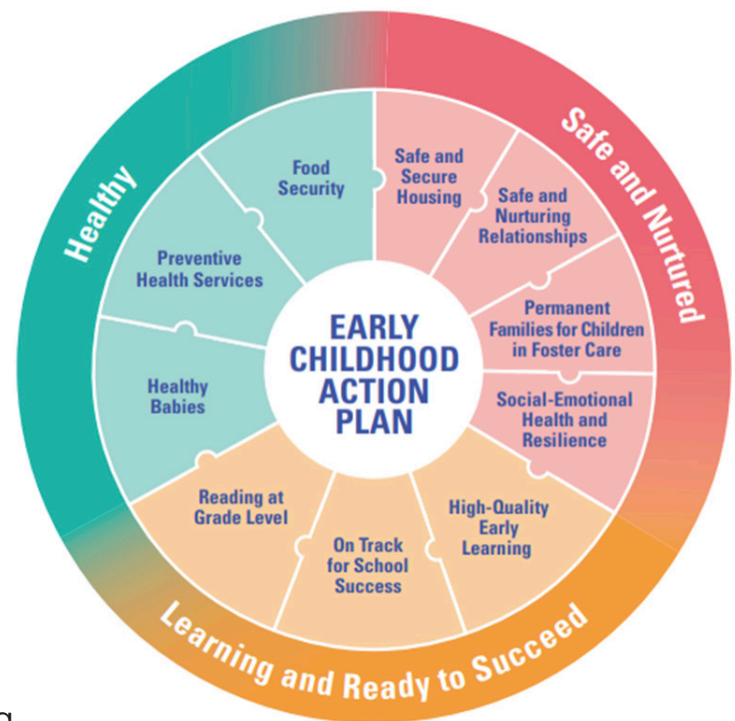 Healthy
Safe and Nurtured
Learning and Ready to Succeed
EARLY
CHILDHOOD
ACTION
PLAN
Food
Security
Safe and
Secure
Housing
Safe and
Nurturing
Relationships
Permanent
Families for Children
in Foster Care
Social-Emotional
Health and
Resilience
High-Quality
Early
Learning
On Track
for School
Success
Reading at
Grade Level
Healthy
Babies
Preventive
Health Services